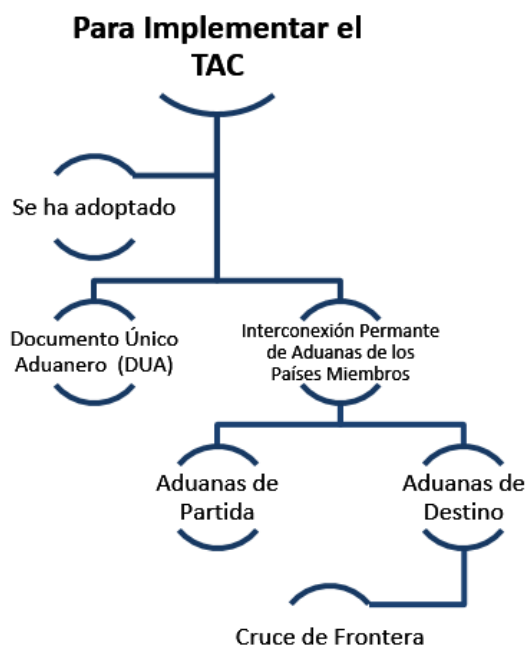 Para Implementar el
TAC
Se ha adoptado
Documento Único
Aduanero (DUA)
Interconexión Permante
de Aduanas de los
Países Miembros
Aduanas de
Partida
Aduanas de
Destino
Cruce de Frontera